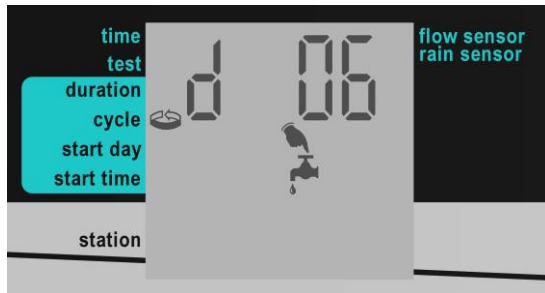 time
test
duration
cycle
start day
start time
station
d 06
flow sensor
rain sensor